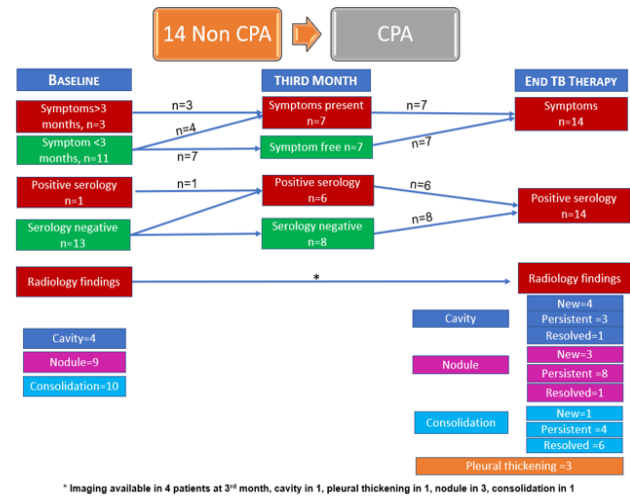 14 Non CPA
CPA
BASELINE
THIRD MONTH
END TB THERAPY
Symptoms>3
months, n=3
n=3
Symptoms present
n=7
n=7
Symptoms
n=14
n=4
Symptom <3
months, n=11
n=7
Symptom free n=7
n=7
Positive serology
n=1
n=1
Positive serology
n=6
n=6
Positive serology
n=14
Serology negative
n=13
Serology negative
n=8
n=8
Radiology findings
*
Radiology findings
Cavity=4
Nodule=9
Consolidation=10
Cavity
New=4
Persistent =3
Resolved=1
Nodule
New=3
Persistent =8
Resolved=1
Consolidation
New=1
Persistent =4
Resolved =6
Pleural thickening =3
* Imaging available in 4 patients at 3rd month, cavity in 1, pleural thickening in 1, nodule in 3, consolidation in 1